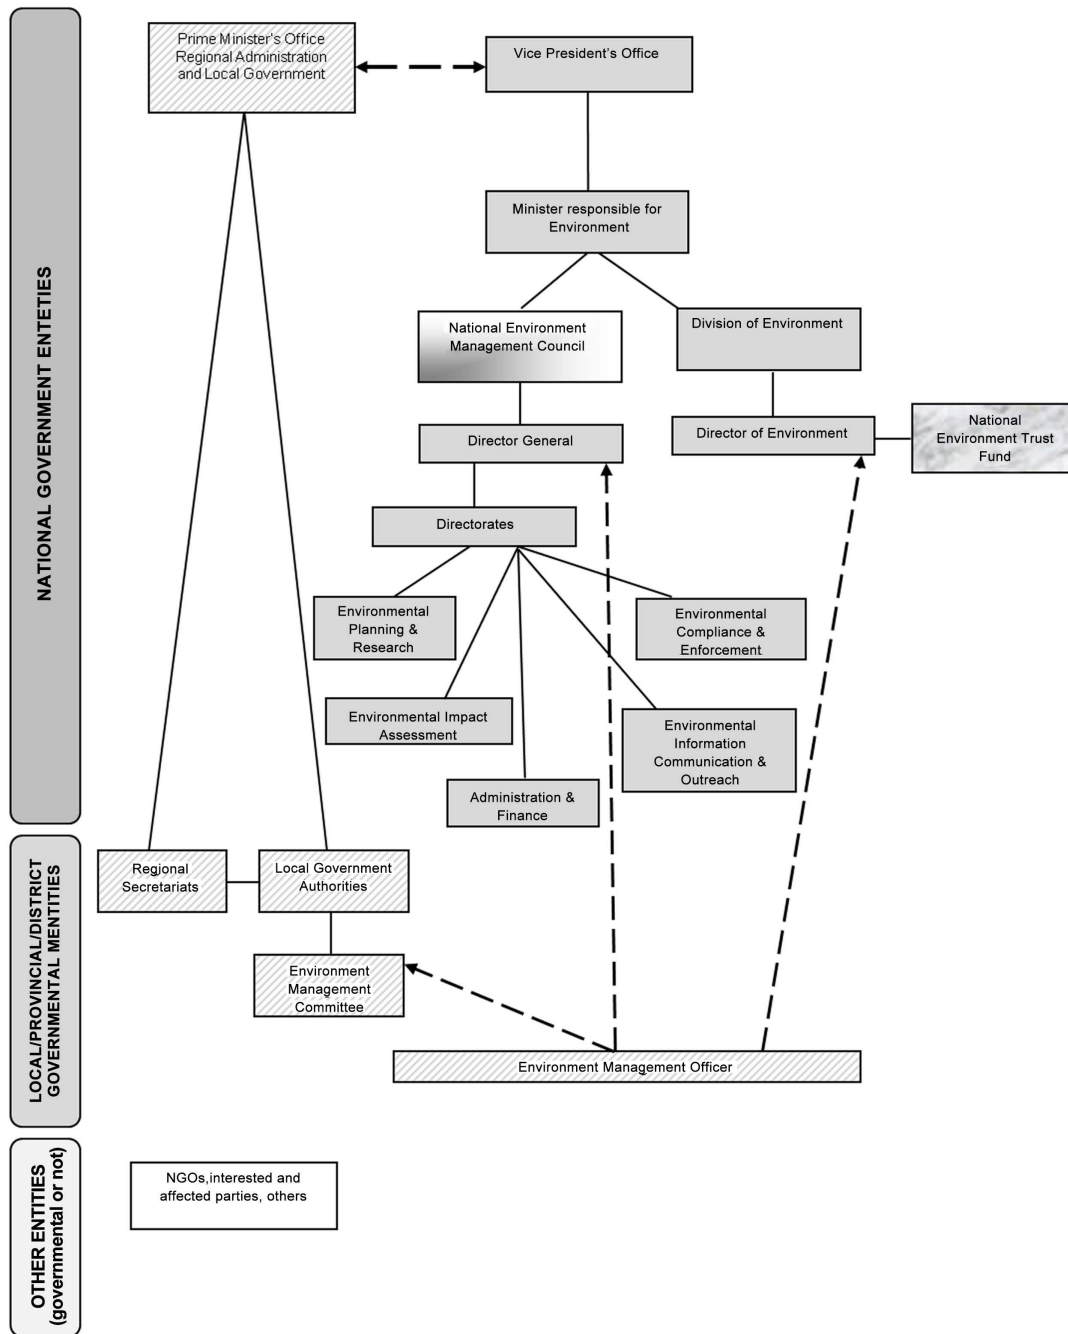 NATIONAL GOVERNMENT ENTETIES
Prime Minister's Office
Regional Administration
and Local Government
Vice President's Office
Minister responsible for
Environment
National Environment
Management Council
Division of Environment
Director General
Director of Environment
National
Environment Trust
Fund
Directorates
Environmental
Planning &
Research
Environmental
Compliance &
Enforcement
Environmental Impact
Assessment
Environmental
Information
Communication &
Outreach
Administration &
Finance
LOCAL/PROVINCIAL/DISTRICT
GOVERNMENTAL MENTITIES
Regional
Secretariats
Local Government
Authorities
Environment
Management
Committee
Environment Management Officer
OTHER ENTITIES
(governmental or not)
NGOs,interested and
affected parties, others